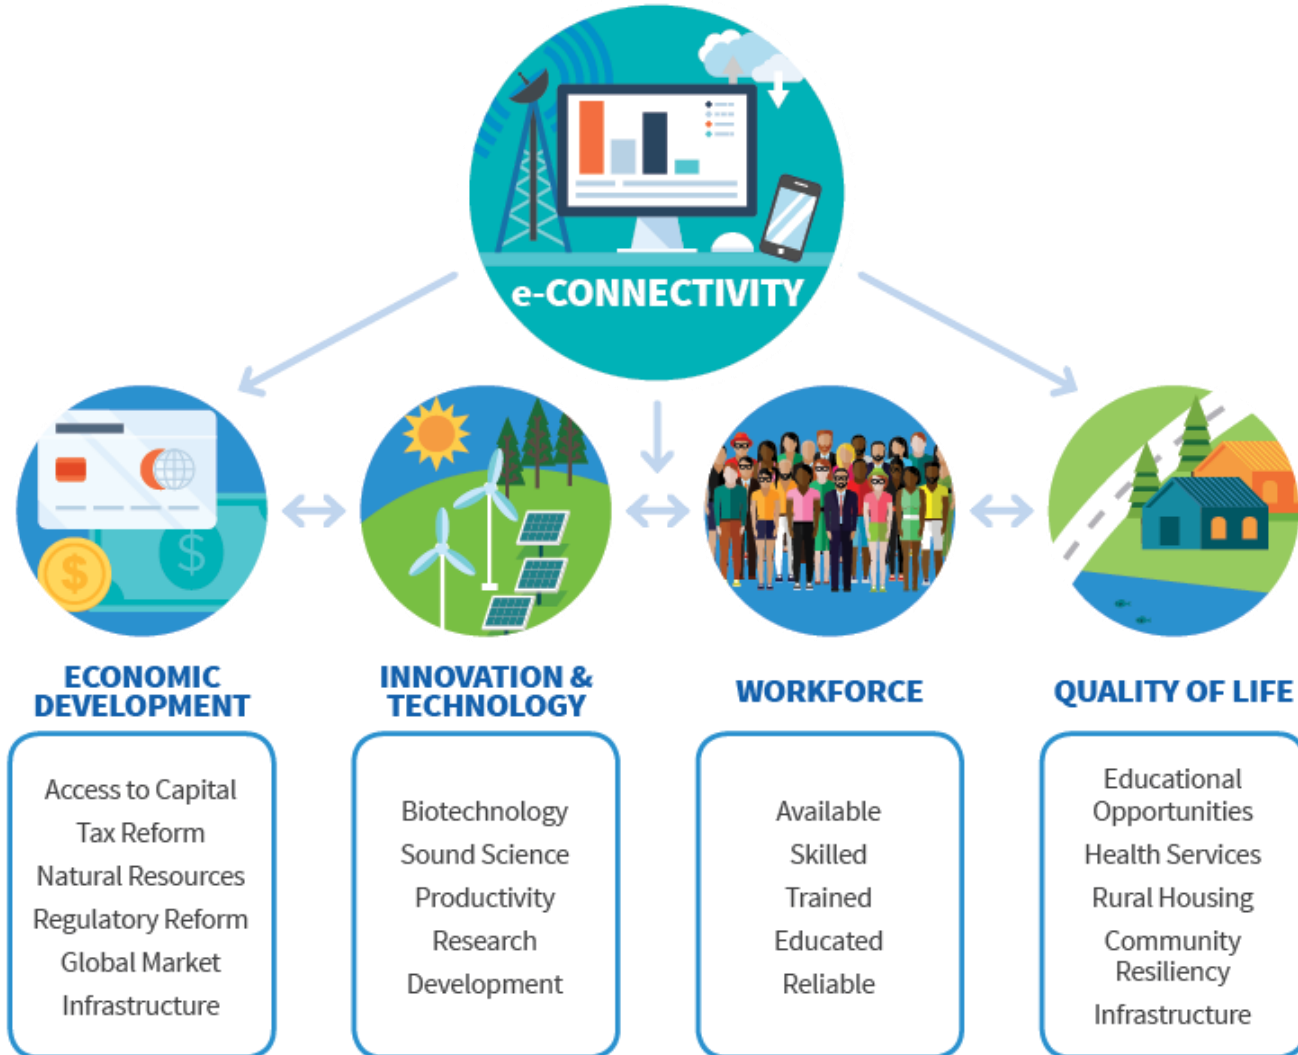 e-CONNECTIVITY
ECONOMIC
DEVELOPMENT
Access to Capital
Tax Reform
Natural Resources
Regulatory Reform
Global Market
Infrastructure
INNOVATION &
TECHNOLOGY
Biotechnology
Sound Science
Productivity
Research
Development
WORKFORCE
Available
Skilled
Trained
Educated
Reliable
QUALITY OF LIFE
Educational
Opportunities
Health Services
Rural Housing
Community
Resiliency
Infrastructure